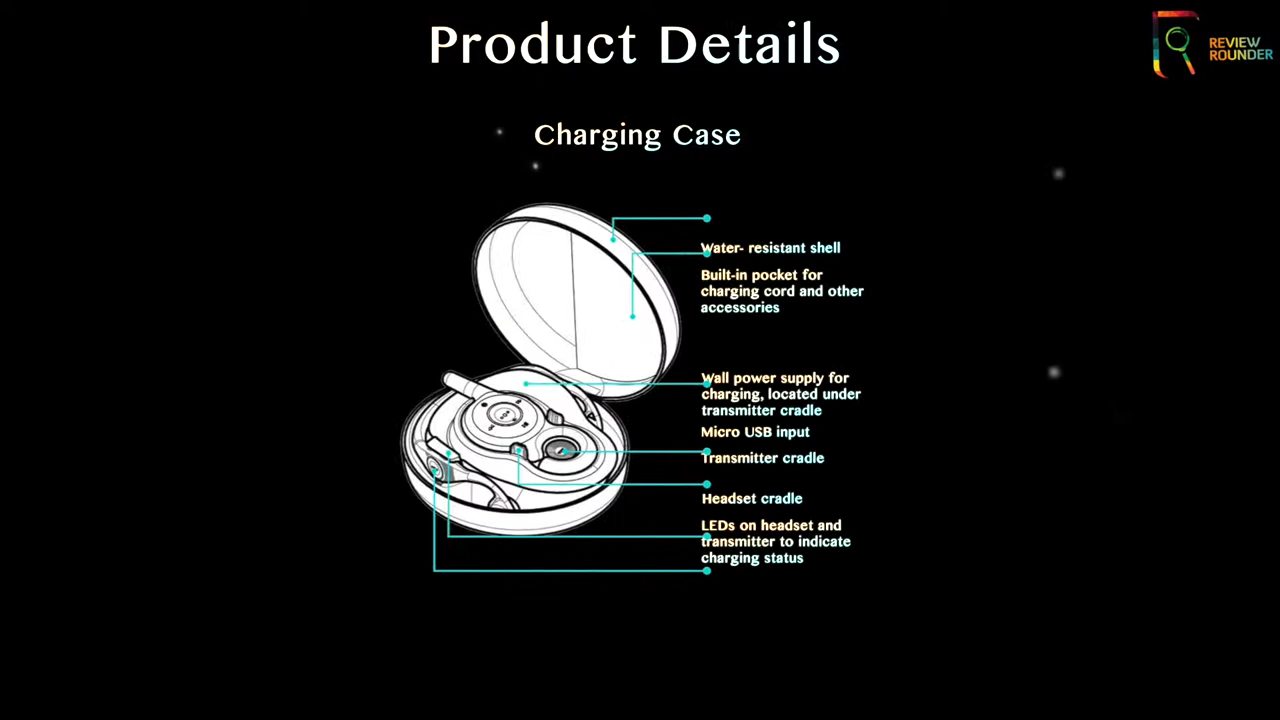 Product Details
REVIEW
ROUNDER
Charging Case
Water- resistant shell
Built-in pocket for
charging cord and other
accessories
Wall power supply for
charging, located under
transmitter cradle
Micro USB input
Transmitter cradle
Headset cradle
LEDs on headset and
transmitter to indicate
charging status